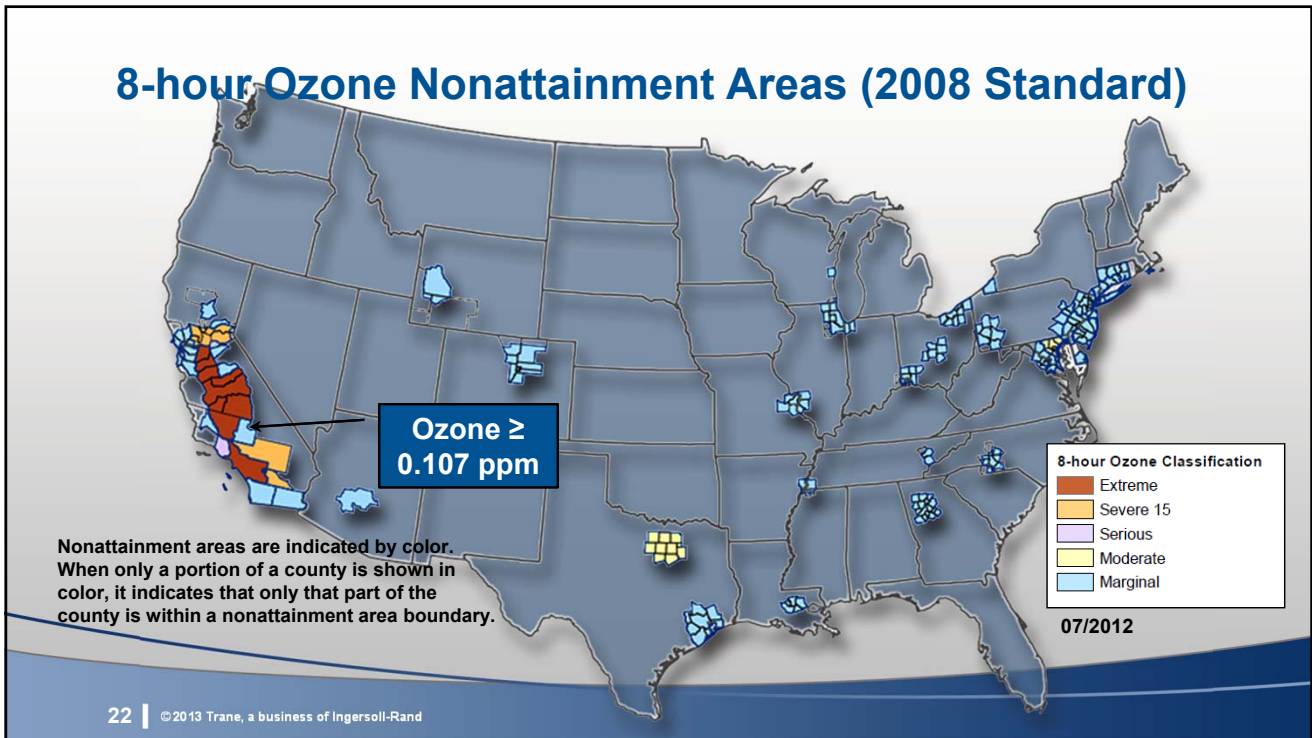 8-hour Ozone Nonattainment Areas (2008 Standard)
Ozone ≥
0.107 ppm
8-hour Ozone Classification
Extreme
Severe 15
Serious
Moderate
Marginal
Nonattainment areas are indicated by color.
When only a portion of a county is shown in
color, it indicates that only that part of the
county is within a nonattainment area boundary.
07/2012
22 ©2013 Trane, a business of Ingersoll-Rand